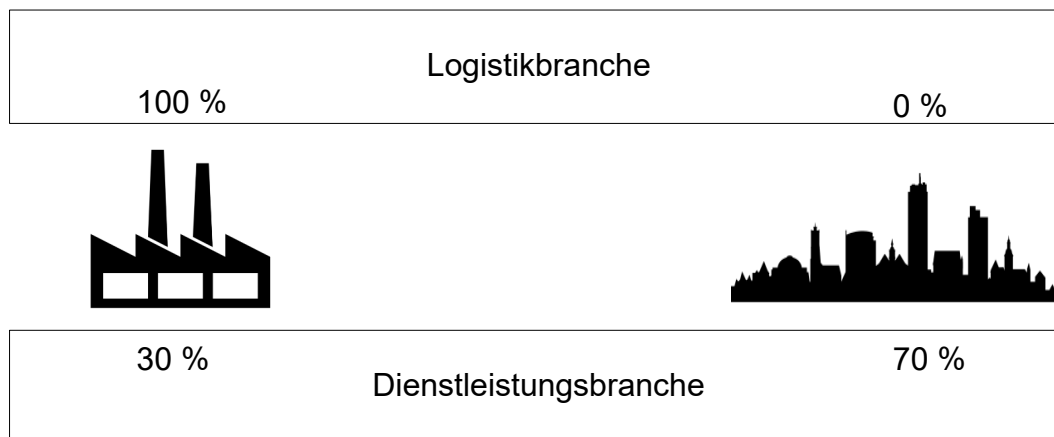 Logistikbranche
100 %
0 %
30 %
70 %
Dienstleistungsbranche